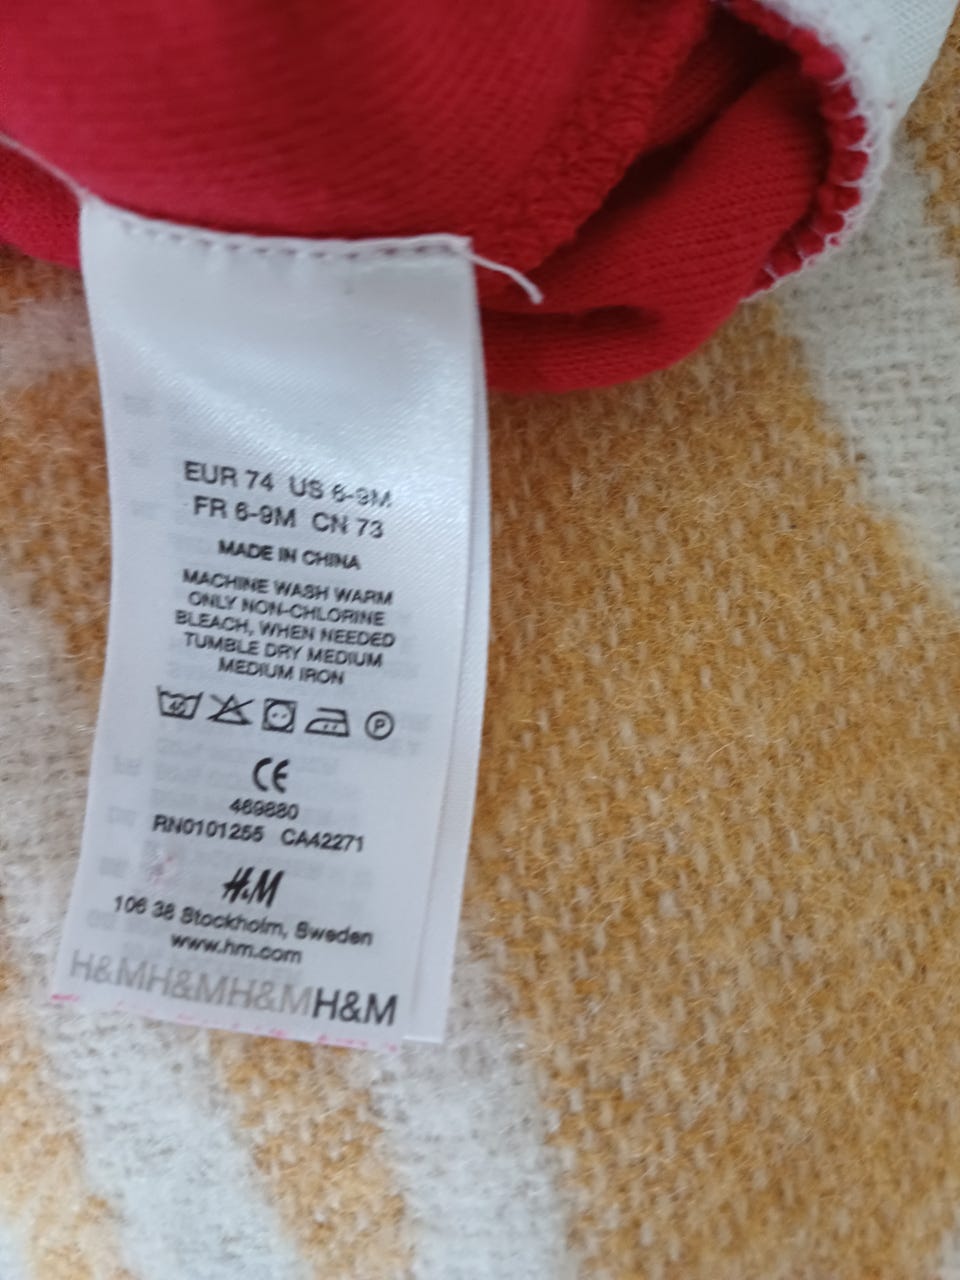 EUR 74 US 6-9M
FR 6-9M CN 73
MADE IN CHINA
MACHINE WASH WARM
ONLY NON-CHLORINE
BLEACH, WHEN NEEDED
TUMBLE DRY MEDIUM
MEDIUM IRON
40 P
CE
469880
RN0101255 CA42271
H&M
106 38 Stockholm, Sweden
www.hm.com
H&MH&MH&MH&M